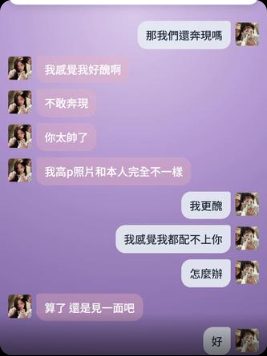 那我們還奔現嗎
我感覺我好醜啊
不敢奔現
你太帥了
我高p照片和本人完全不一樣
我更醜
我感覺我都配不上你
怎麼辦
算了 還是見一面吧
好